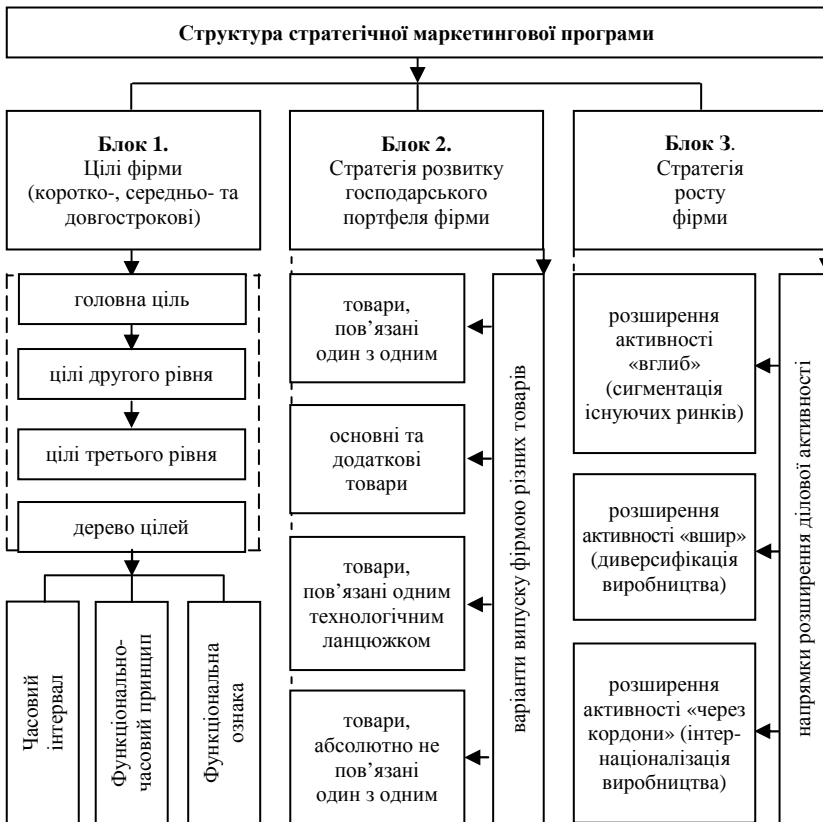 Структура стратегічної маркетингової програми
Блок 1.
Цілі фірми
(коротко-, середньо- та
довгострокові)
головна ціль
цілі другого рівня
цілі третього рівня
дерево цілей
Часовий
інтервал
Функціонально-
часовий принцип
Функціональна
ознака
Блок 2.
Стратегія розвитку
господарського
портфеля фірми
товари,
пов’язані
один з одним
основні та
додаткові
товари
товари,
пов’язані одним
технологічним
ланцюжком
товари,
абсолютно не
пов’язані
один з одним
варіанти випуску фірмою різних товарів
Блок 3.
Стратегія
росту
фірми
розширення
активності
«вглиб»
(сигментація
існуючих ринків)
розширення
активності «вшир»
(диверсифікація
виробництва)
розширення
активності «через
кордони» (інтер-
націоналізація
виробництва)
напрямки розширення ділової активності